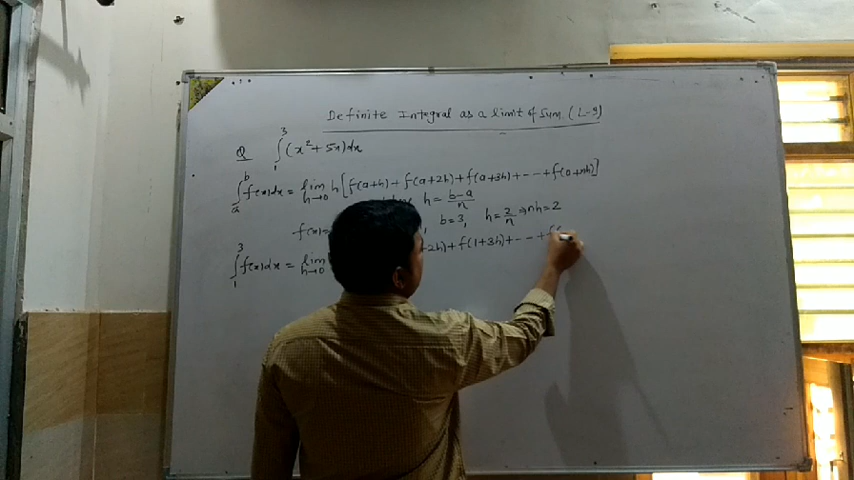 Definite Integral as a limit of Sum (L-9)
Q ∫₁³ (x²+5x)dx
∫ₐᵇ f(x)dx = lim h→0 h[f(a+h)+f(a+2h)+f(a+3h)+---+f(a+nh)]
h = b-a/n
f(x)= b=3, h=2/n ⇒nh=2
∫₁³ f(x)dx = lim h→0 +2h)+f(1+3h)+---+f(